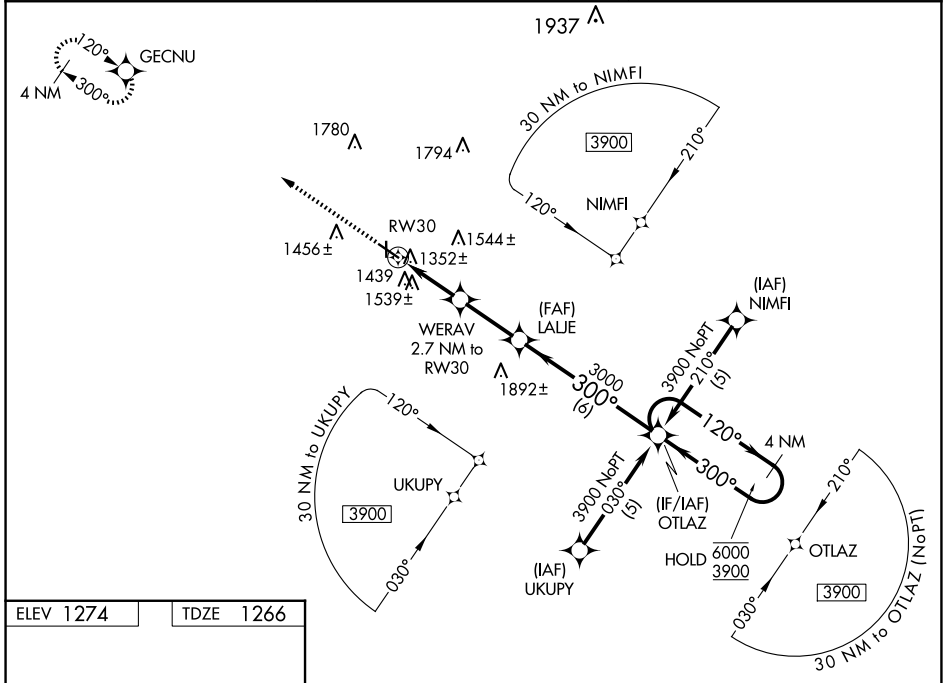 1937
120°
GECNU
4 NM
300°
30 NM to NIMFI
3900
210°
120°
NIMFI
1780
1794
RW30
1456±
1352±
1544±
1439
1539±
WERAV
2.7 NM to
RW30
(FAF)
LALJE
1892±
(IAF)
NIMFI
3900 NoPT
210°
(5)
3000
300°
(6)
120°
4 NM
300°
30 NM to UKUPY
120°
UKUPY
3900
030°
3900 NoPT
030°
(5)
(IF/IAF)
OTLAZ
(IAF)
UKUPY
HOLD
6000
3900
210°
OTLAZ
3900
030°
30 NM to OTLAZ (NoPT)
ELEV 1274
TDZE 1266